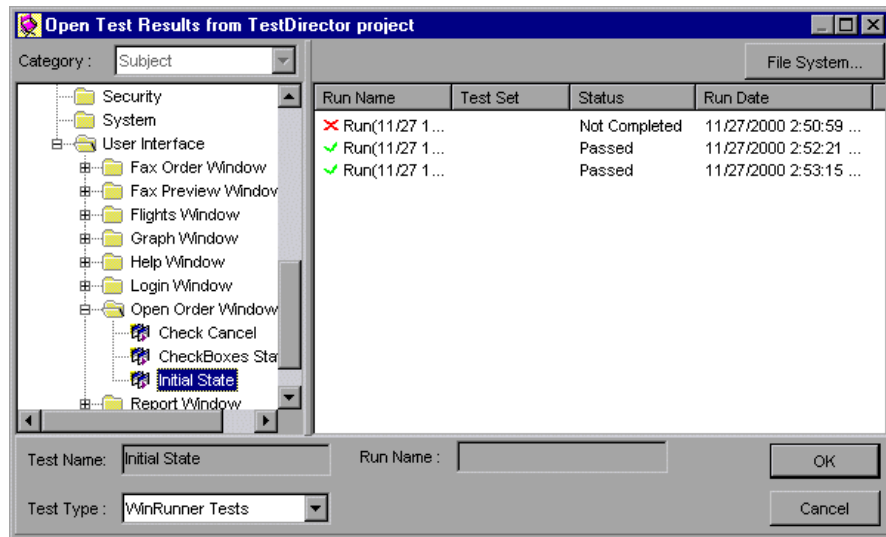 Open Test Results from TestDirector project
Category : Subject
File System...
Security
System
User Interface
Fax Order Window
Fax Preview Windov
Flights Window
Graph Window
Help Window
Login Window
Open Order Window
Check Cancel
CheckBoxes Sta
Initial State
Report Window
Run Name Test Set Status Run Date
Run(11/27 1... Not Completed 11/27/2000 2:50:59 ...
Run(11/27 1... Passed 11/27/2000 2:52:21 ...
Run(11/27 1... Passed 11/27/2000 2:53:15 ...
Test Name: Initial State Run Name : OK
Test Type : WinRunner Tests Cancel